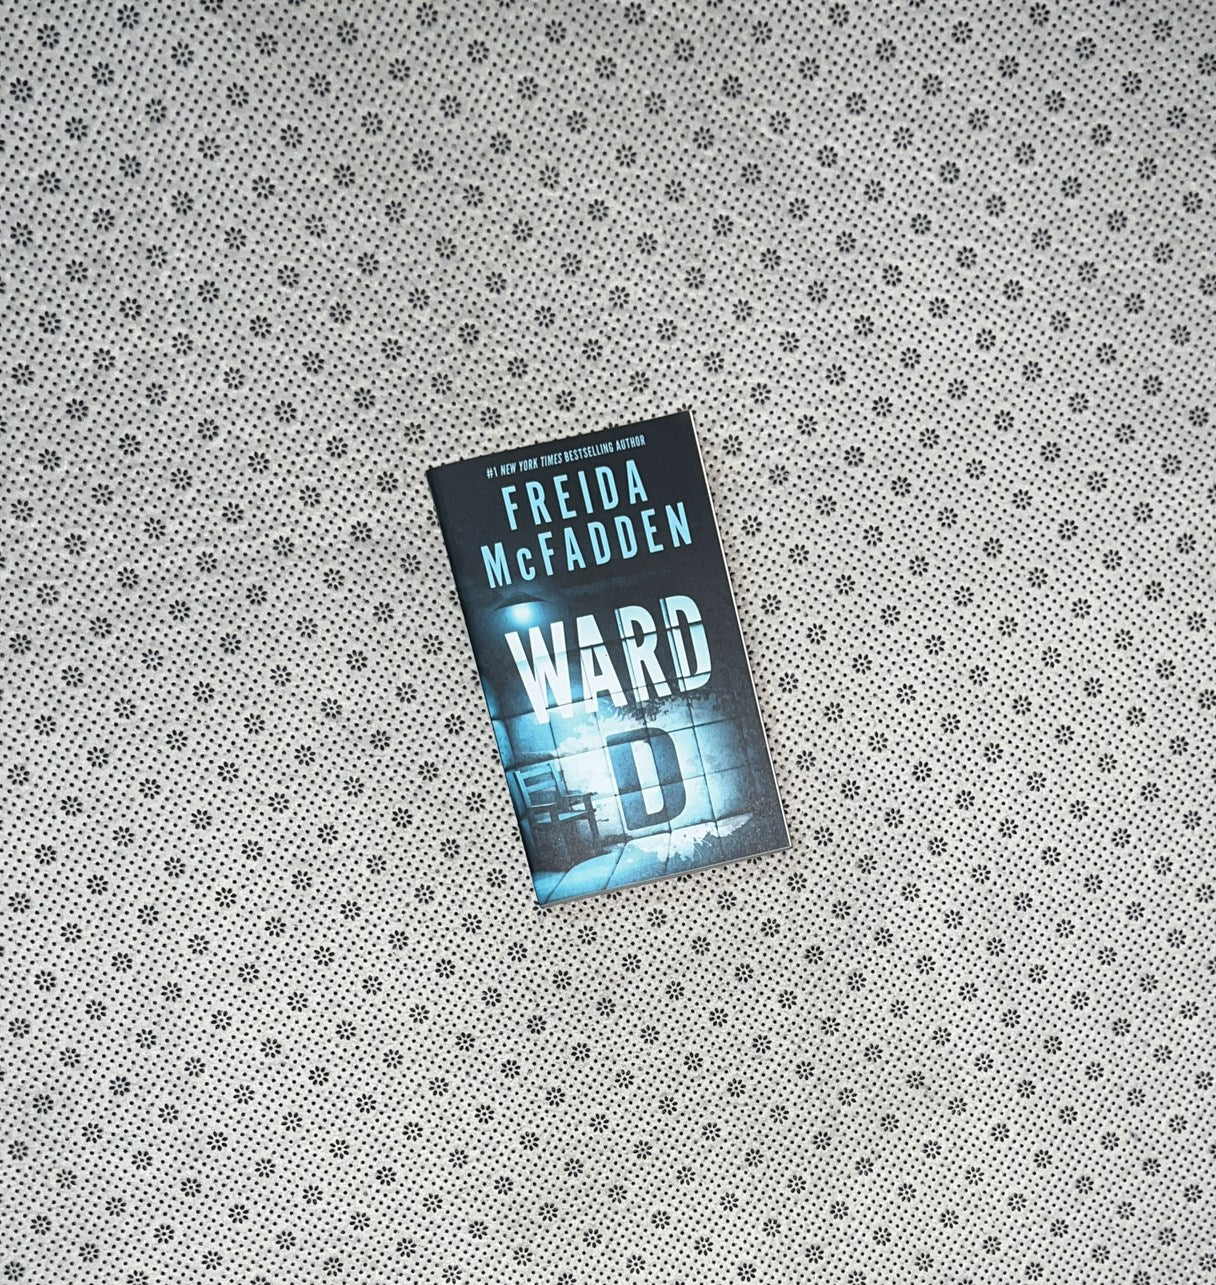 #1 NEW YORK TIMES BESTSELLING AUTHOR
FREIDA
McFADDEN
WARD
D